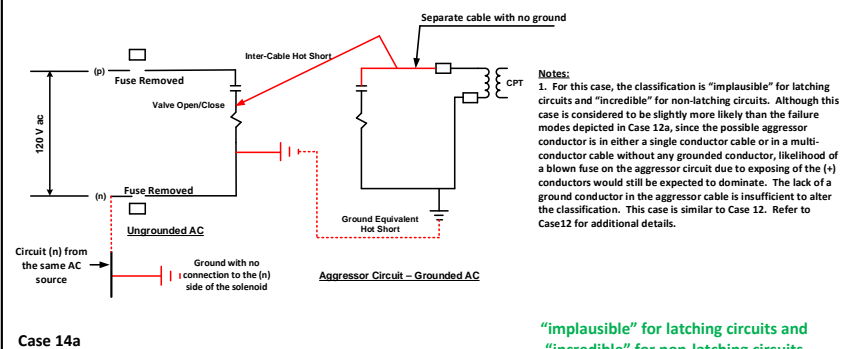 Separate cable with no ground
Inter-Cable Hot Short
(p)
Fuse Removed
CPT
Valve Open/Close
120 V ac
(n)
Fuse Removed
Ungrounded AC
Ground Equivalent
Hot Short
Circuit (n) from
the same AC
source
Ground with no
connection to the (n)
side of the solenoid
Aggressor Circuit – Grounded AC
Notes:
1. For this case, the classification is “implausible” for latching
circuits and “incredible” for non-latching circuits. Although this
case is considered to be slightly more likely than the failure
modes depicted in Case 12a, since the possible aggressor
conductor is in either a single conductor cable or in a multi-
conductor cable without any grounded conductor, likelihood of
a blown fuse on the aggressor circuit due to exposing of the (+)
conductors would still be expected to dominate. The lack of a
ground conductor in the aggressor cable is insufficient to alter
the classification. This case is similar to Case 12. Refer to
Case12 for additional details.
Case 14a
“implausible” for latching circuits and
“incredible” for non-latching circuits